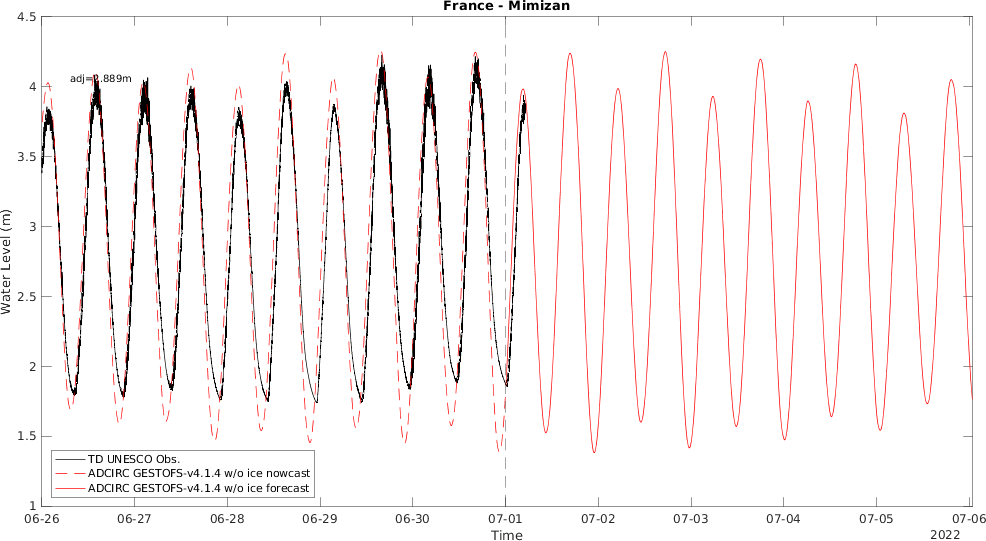 France - Mimizan
4.5
adj=2.889m
4
3.5
3
2.5
2
1.5
1
Water Level (m)
TD UNESCO Obs.
ADCIRC GESTOFS-v4.1.4 w/o ice nowcast
ADCIRC GESTOFS-v4.1.4 w/o ice forecast
06-26 06-27 06-28 06-29 06-30 07-01 07-02 07-03 07-04 07-05 07-06
Time
2022